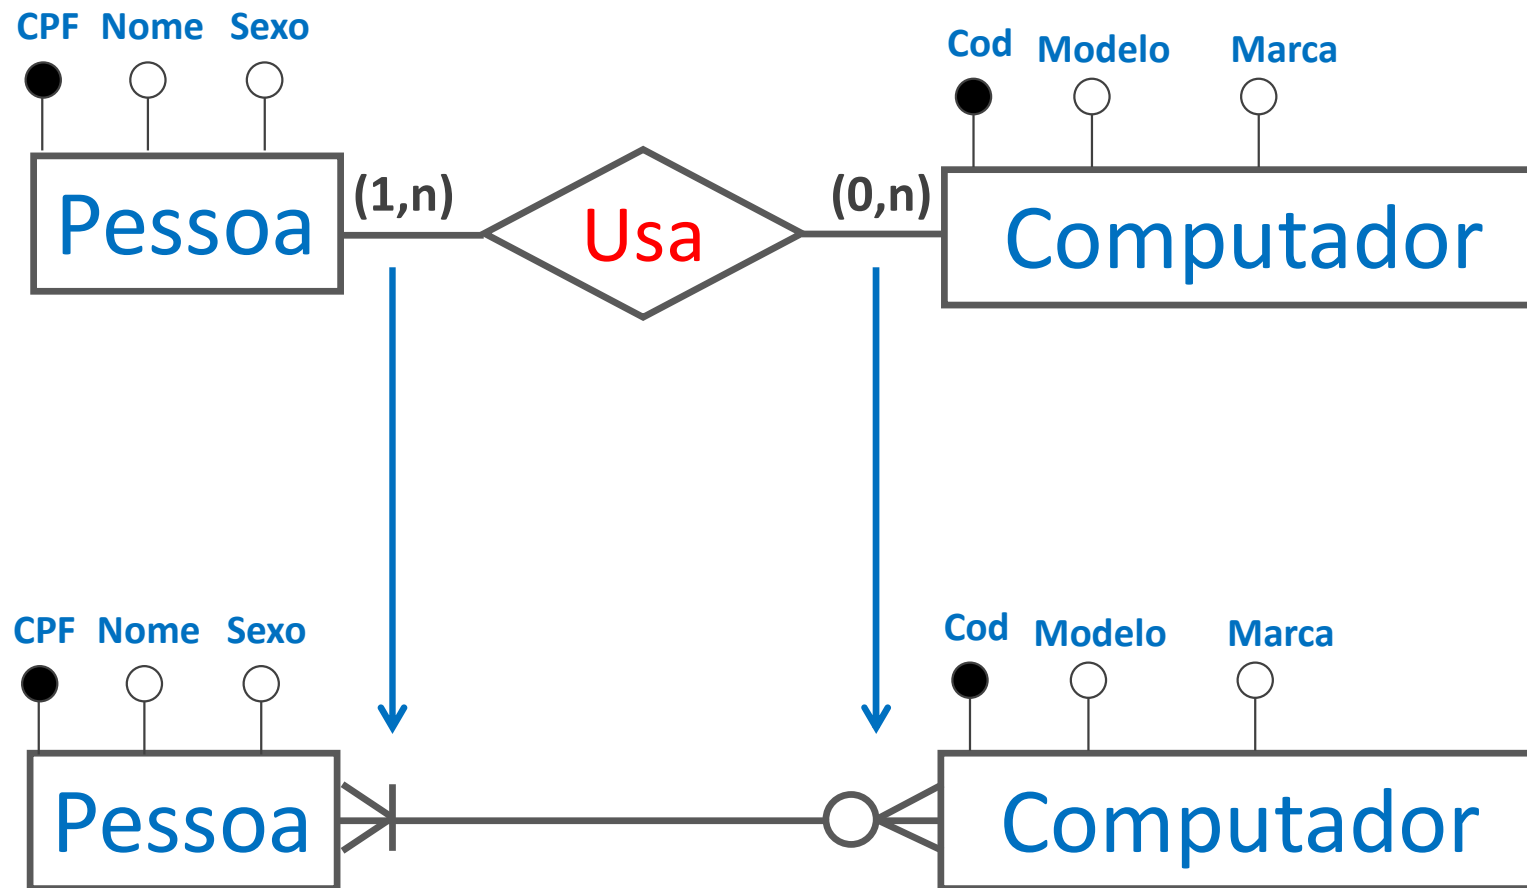 CPF Nome Sexo
Cod Modelo Marca
Pessoa (1,n) Usa (0,n) Computador
CPF Nome Sexo
Cod Modelo Marca
Pessoa Computador